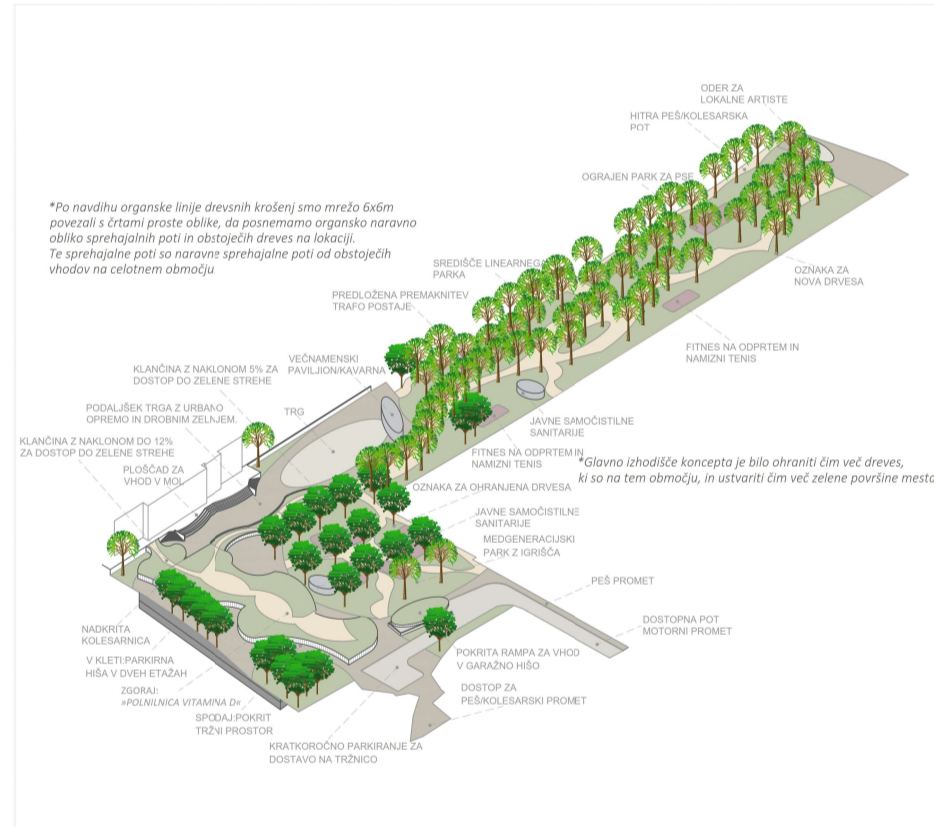 ODER ZA
LOKALNE ARTISTE
HITRA PEŠ/KOLESARSKA
POT
OGRAJEN PARK ZA PSE
*Po navdihu organske linije drevsnih krošenj smo mrežo 6x6m
povezali s črtami proste oblike, da posnemamo organsko naravno
obliko sprehajalnih poti in obstoječih dreves na lokaciji.
Te sprehajalne poti so naravne sprehajalne poti od obstoječih
vhodov na celotnem območju
SREDIŠČE LINEARNEGA
PARKA
OZNAKA ZA
NOVA DRVESA
PREDLOŽENA PREMAKNITEV
TRAFO POSTAJE
FITNES NA ODPRTEM IN
NAMIZNI TENIS
VEČNAMENSKI
PAVILJION/KAVARNA
KLANČINA Z NAKLONOM 5% ZA
DOSTOP DO ZELENE STREHE
PODALJŠEK TRGA Z URBANO
OPREMO IN DROBNIM ZELNJEM.
TRG
JAVNE SAMOČISTILNE
SANITARIJE
KLANČINA Z NAKLONOM DO 12%
ZA DOSTOP DO ZELENE STREHE
FITNES NA ODPRTEM IN
NAMIZNI TENIS
*Glavno izhodišče koncepta je bilo ohraniti čim več dreves,
ki so na tem območju, in ustvariti čim več zelene površine mesto
PLOŠČAD ZA
VHOD V MOL
OZNAKA ZA OHRANJENA DRVESA
JAVNE SAMOČISTILNE
SANITARIJE
MEDGENERACIJSKI
PARK Z IGRIŠČA
PEŠ PROMET
DOSTOPNA POT
MOTORNI PROMET
NADKRITA
KOLESARNICA
POKRITA RAMPA ZA VHOD
V GARAŽNO HIŠO
V KLETI:PARKIRNA
HIŠA V DVEH ETAŽAH
ZGORAJ:
»POLNILNICA VITAMINA D«
DOSTOP ZA
PEŠ/KOLESARSKI PROMET
SPODAJ:POKRIT
TRŽNI PROSTOR
KRATKOROČNO PARKIRANJE ZA
DOSTAVO NA TRŽNICO